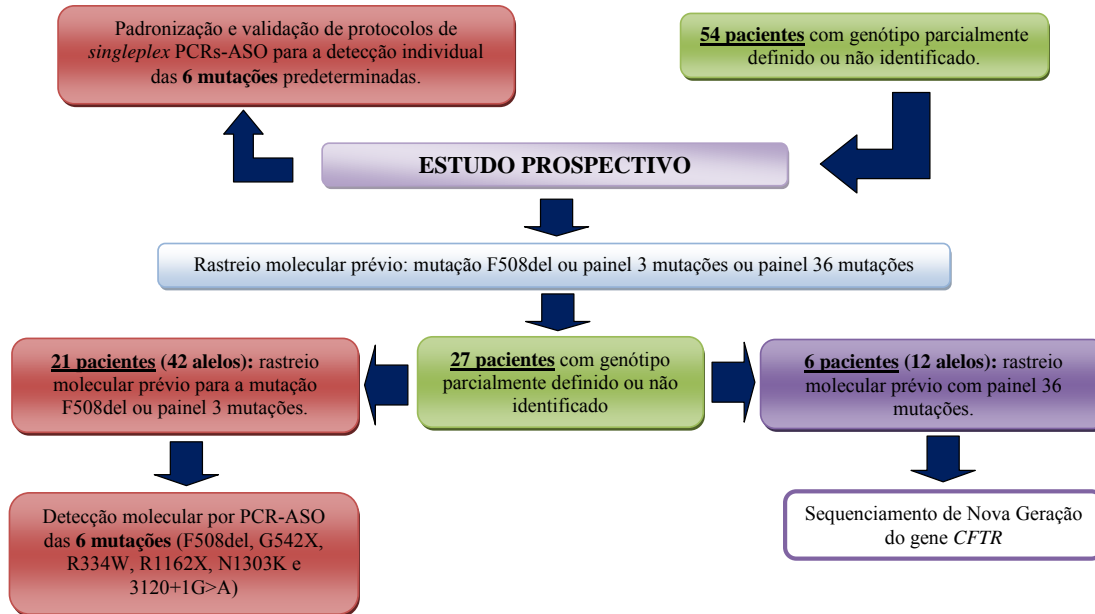 Padronização e validação de protocolos de
singleplex PCRs-ASO para a detecção individual
das 6 mutações predeterminadas.
54 pacientes com genótipo parcialmente
definido ou não identificado.
ESTUDO PROSPECTIVO
Rastreio molecular prévio: mutação F508del ou painel 3 mutações ou painel 36 mutações
21 pacientes (42 alelos): rastreio
molecular prévio para a mutação
F508del ou painel 3 mutações.
27 pacientes com genótipo
parcialmente definido ou não
identificado
6 pacientes (12 alelos): rastreio
molecular prévio com painel 36
mutações.
Detecção molecular por PCR-ASO
das 6 mutações (F508del, G542X,
R334W, R1162X, N1303K e
3120+1G>A)
Sequenciamento de Nova Geração
do gene CFTR